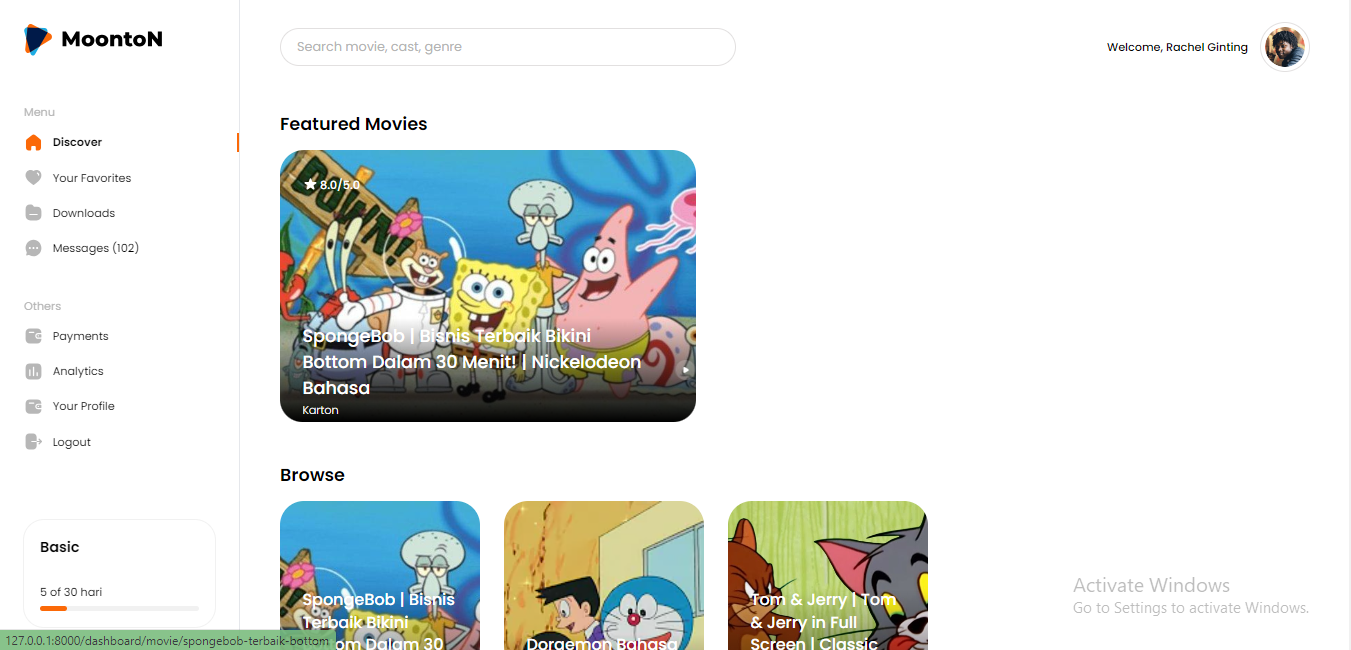 MoontoN
Search movie, cast, genre
Welcome, Rachel Ginting
Menu
Discover
Your Favorites
Downloads
Messages (102)
Others
Payments
Analytics
Your Profile
Logout
Basic
5 of 30 hari
Featured Movies
DOWN!
8.0/5.0
SpongeBob | Bisnis Terbaik Bikini
Bottom Dalam 30 Menit! | Nickelodeon
Bahasa
Karton
Browse
SpongeBob | Bisnis
Terbaik Bikini
Bottom Dalam 30
Doraemon Bahasa
Tom & Jerry | Tom
& Jerry in Full
Screen | Classic
Activate Windows
Go to Settings to activate Windows.
127.0.0.1:8000/dashboard/movie/spongebob-terbaik-bottom